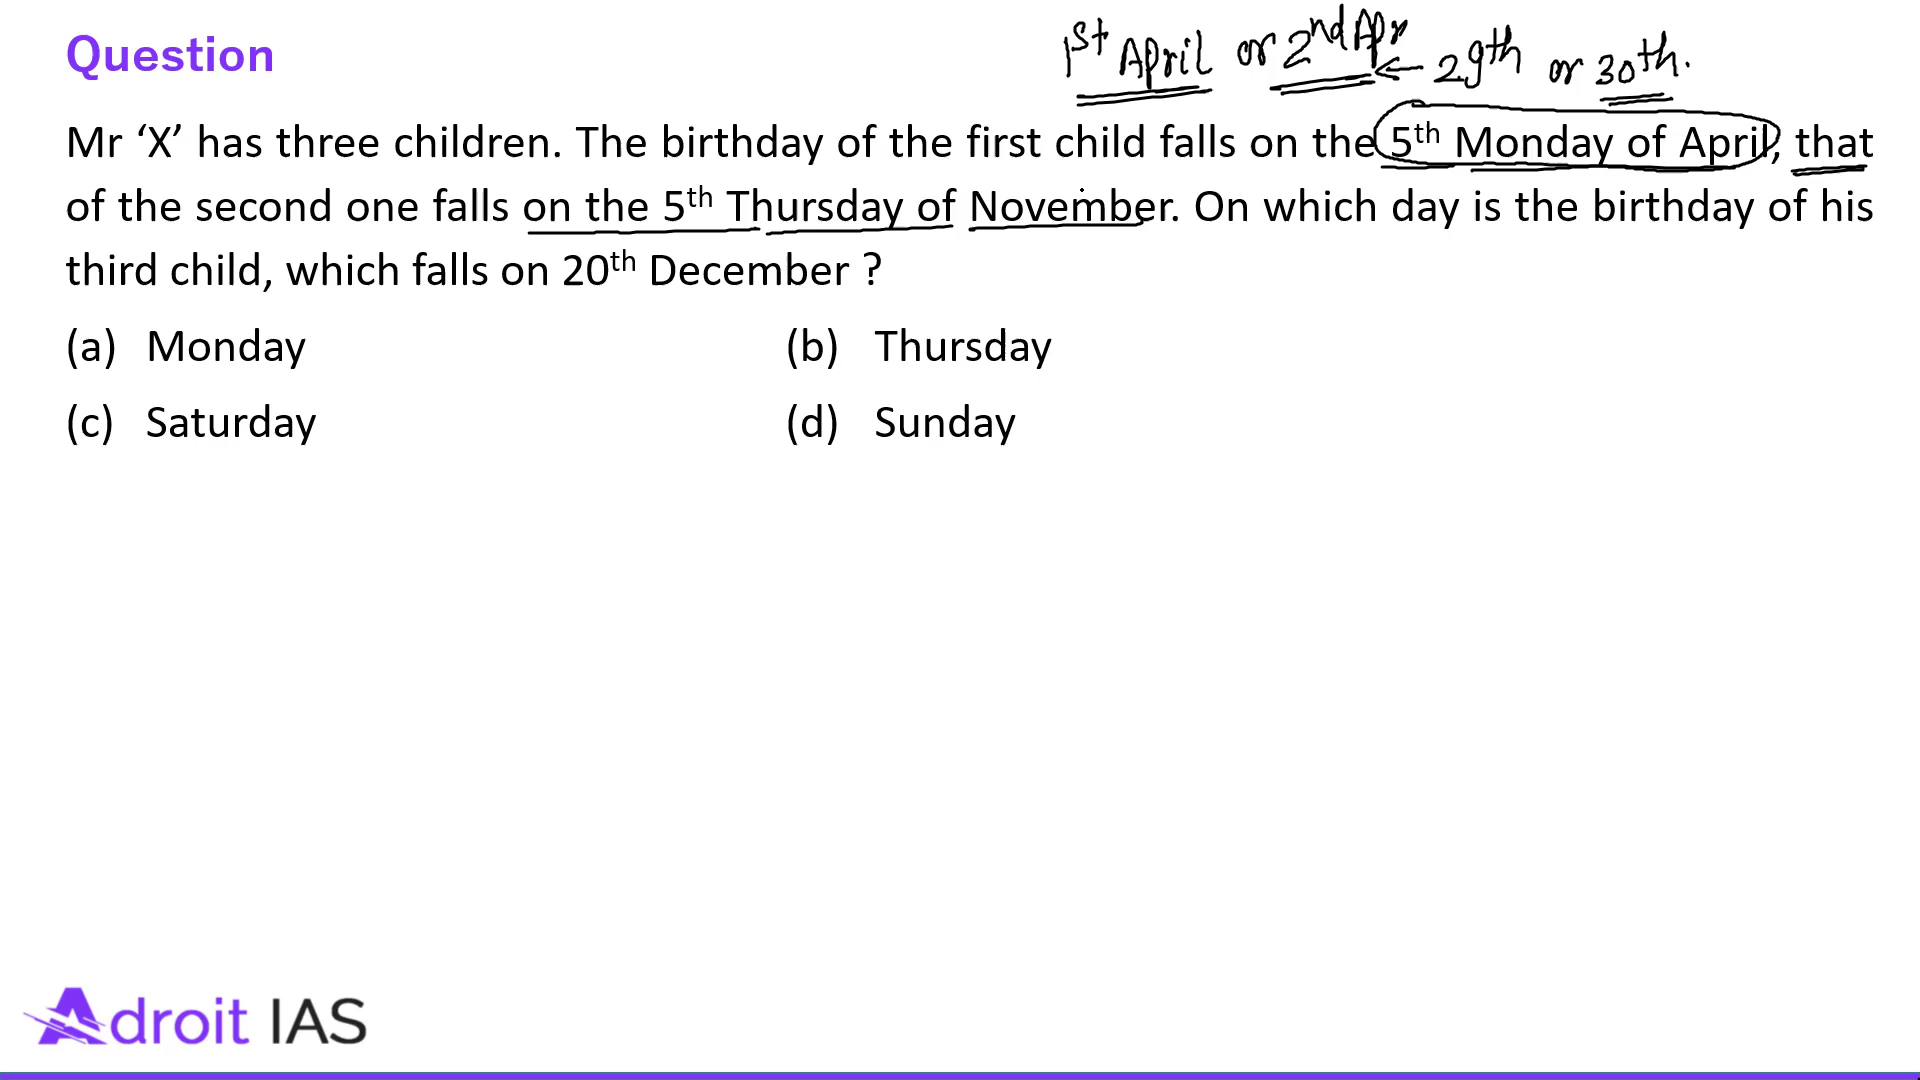 Question
1st April or 2nd Apr ← 29th or 30th.
Mr ‘X’ has three children. The birthday of the first child falls on the 5th Monday of April, that
of the second one falls on the 5th Thursday of November. On which day is the birthday of his
third child, which falls on 20th December ?
(a) Monday (b) Thursday
(c) Saturday (d) Sunday
Adroit IAS